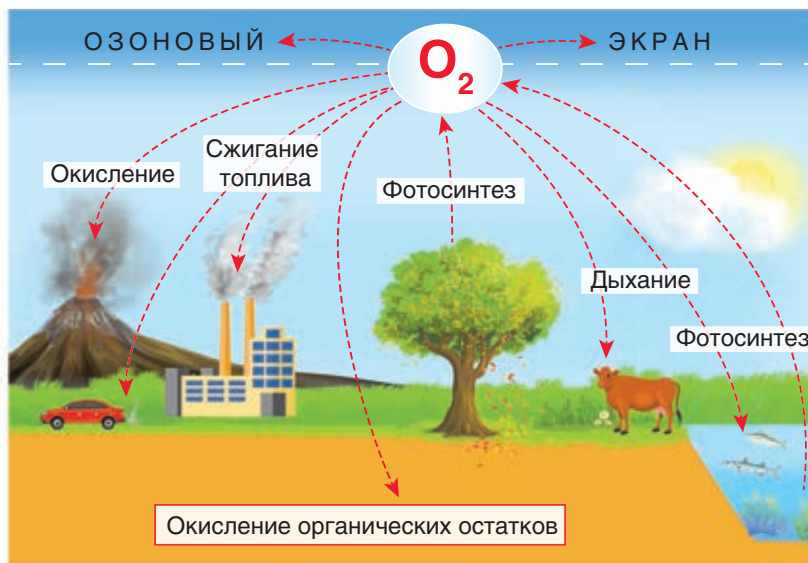 ОЗОНОВЫЙ
ЭКРАН
O2
Окисление
Сжигание
топлива
Фотосинтез
Дыхание
Фотосинтез
Окисление органических остатков